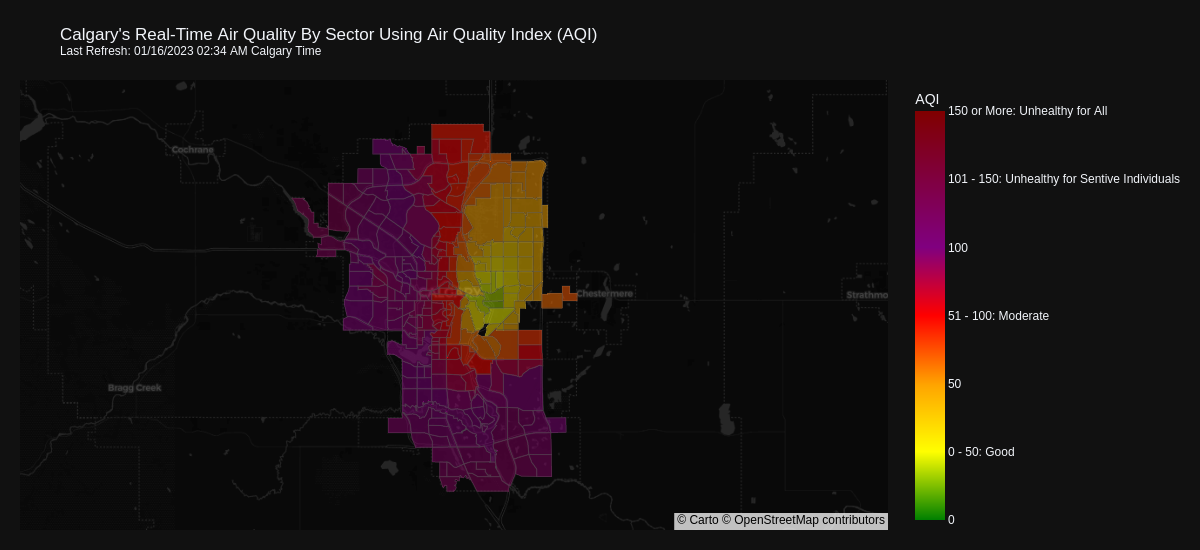 Calgary's Real-Time Air Quality By Sector Using Air Quality Index (AQI)
Last Refresh: 01/16/2023 02:34 AM Calgary Time
AQI
150 or More: Unhealthy for All
101 - 150: Unhealthy for Sentive Individuals
100
51 - 100: Moderate
50
0 - 50: Good
0
Cochrane
CALGARY
Chestermere
Strathmo
Bragg Creek
© Carto © OpenStreetMap contributors